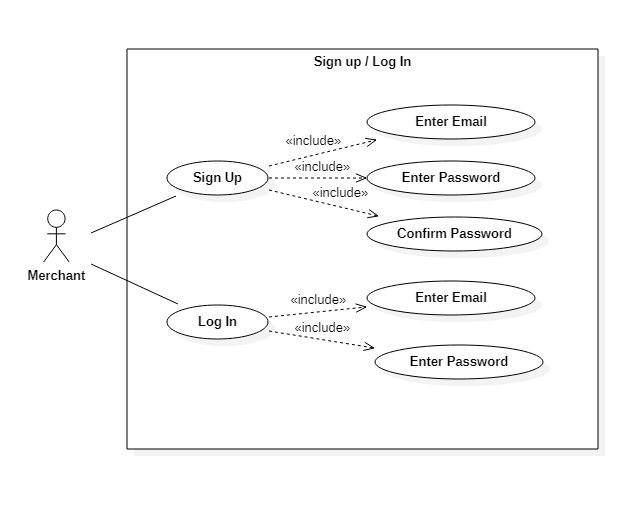 Sign up / Log In
Enter Email
«include»
«include»
Sign Up
Enter Password
«include»
Confirm Password
Merchant
Enter Email
«include»
Log In
«include»
Enter Password